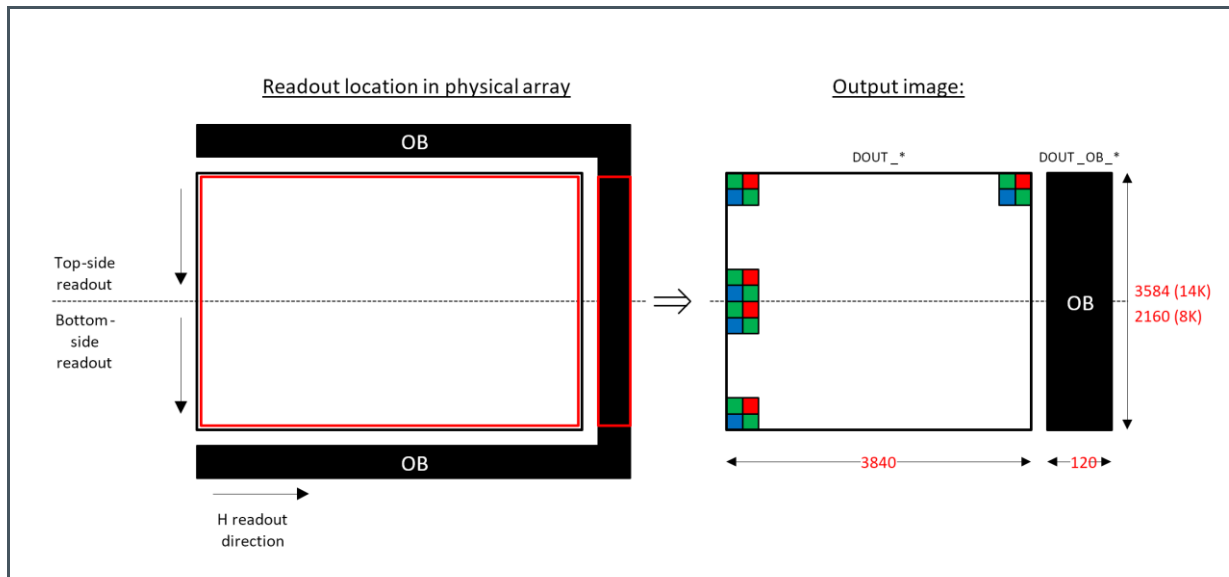 Readout location in physical array
Output image:
OB
DOUT_*
DOUT_OB_*
Top-side
readout
Bottom-
side
readout
OB
3584 (14K)
2160 (8K)
OB
3840
120
H readout
direction